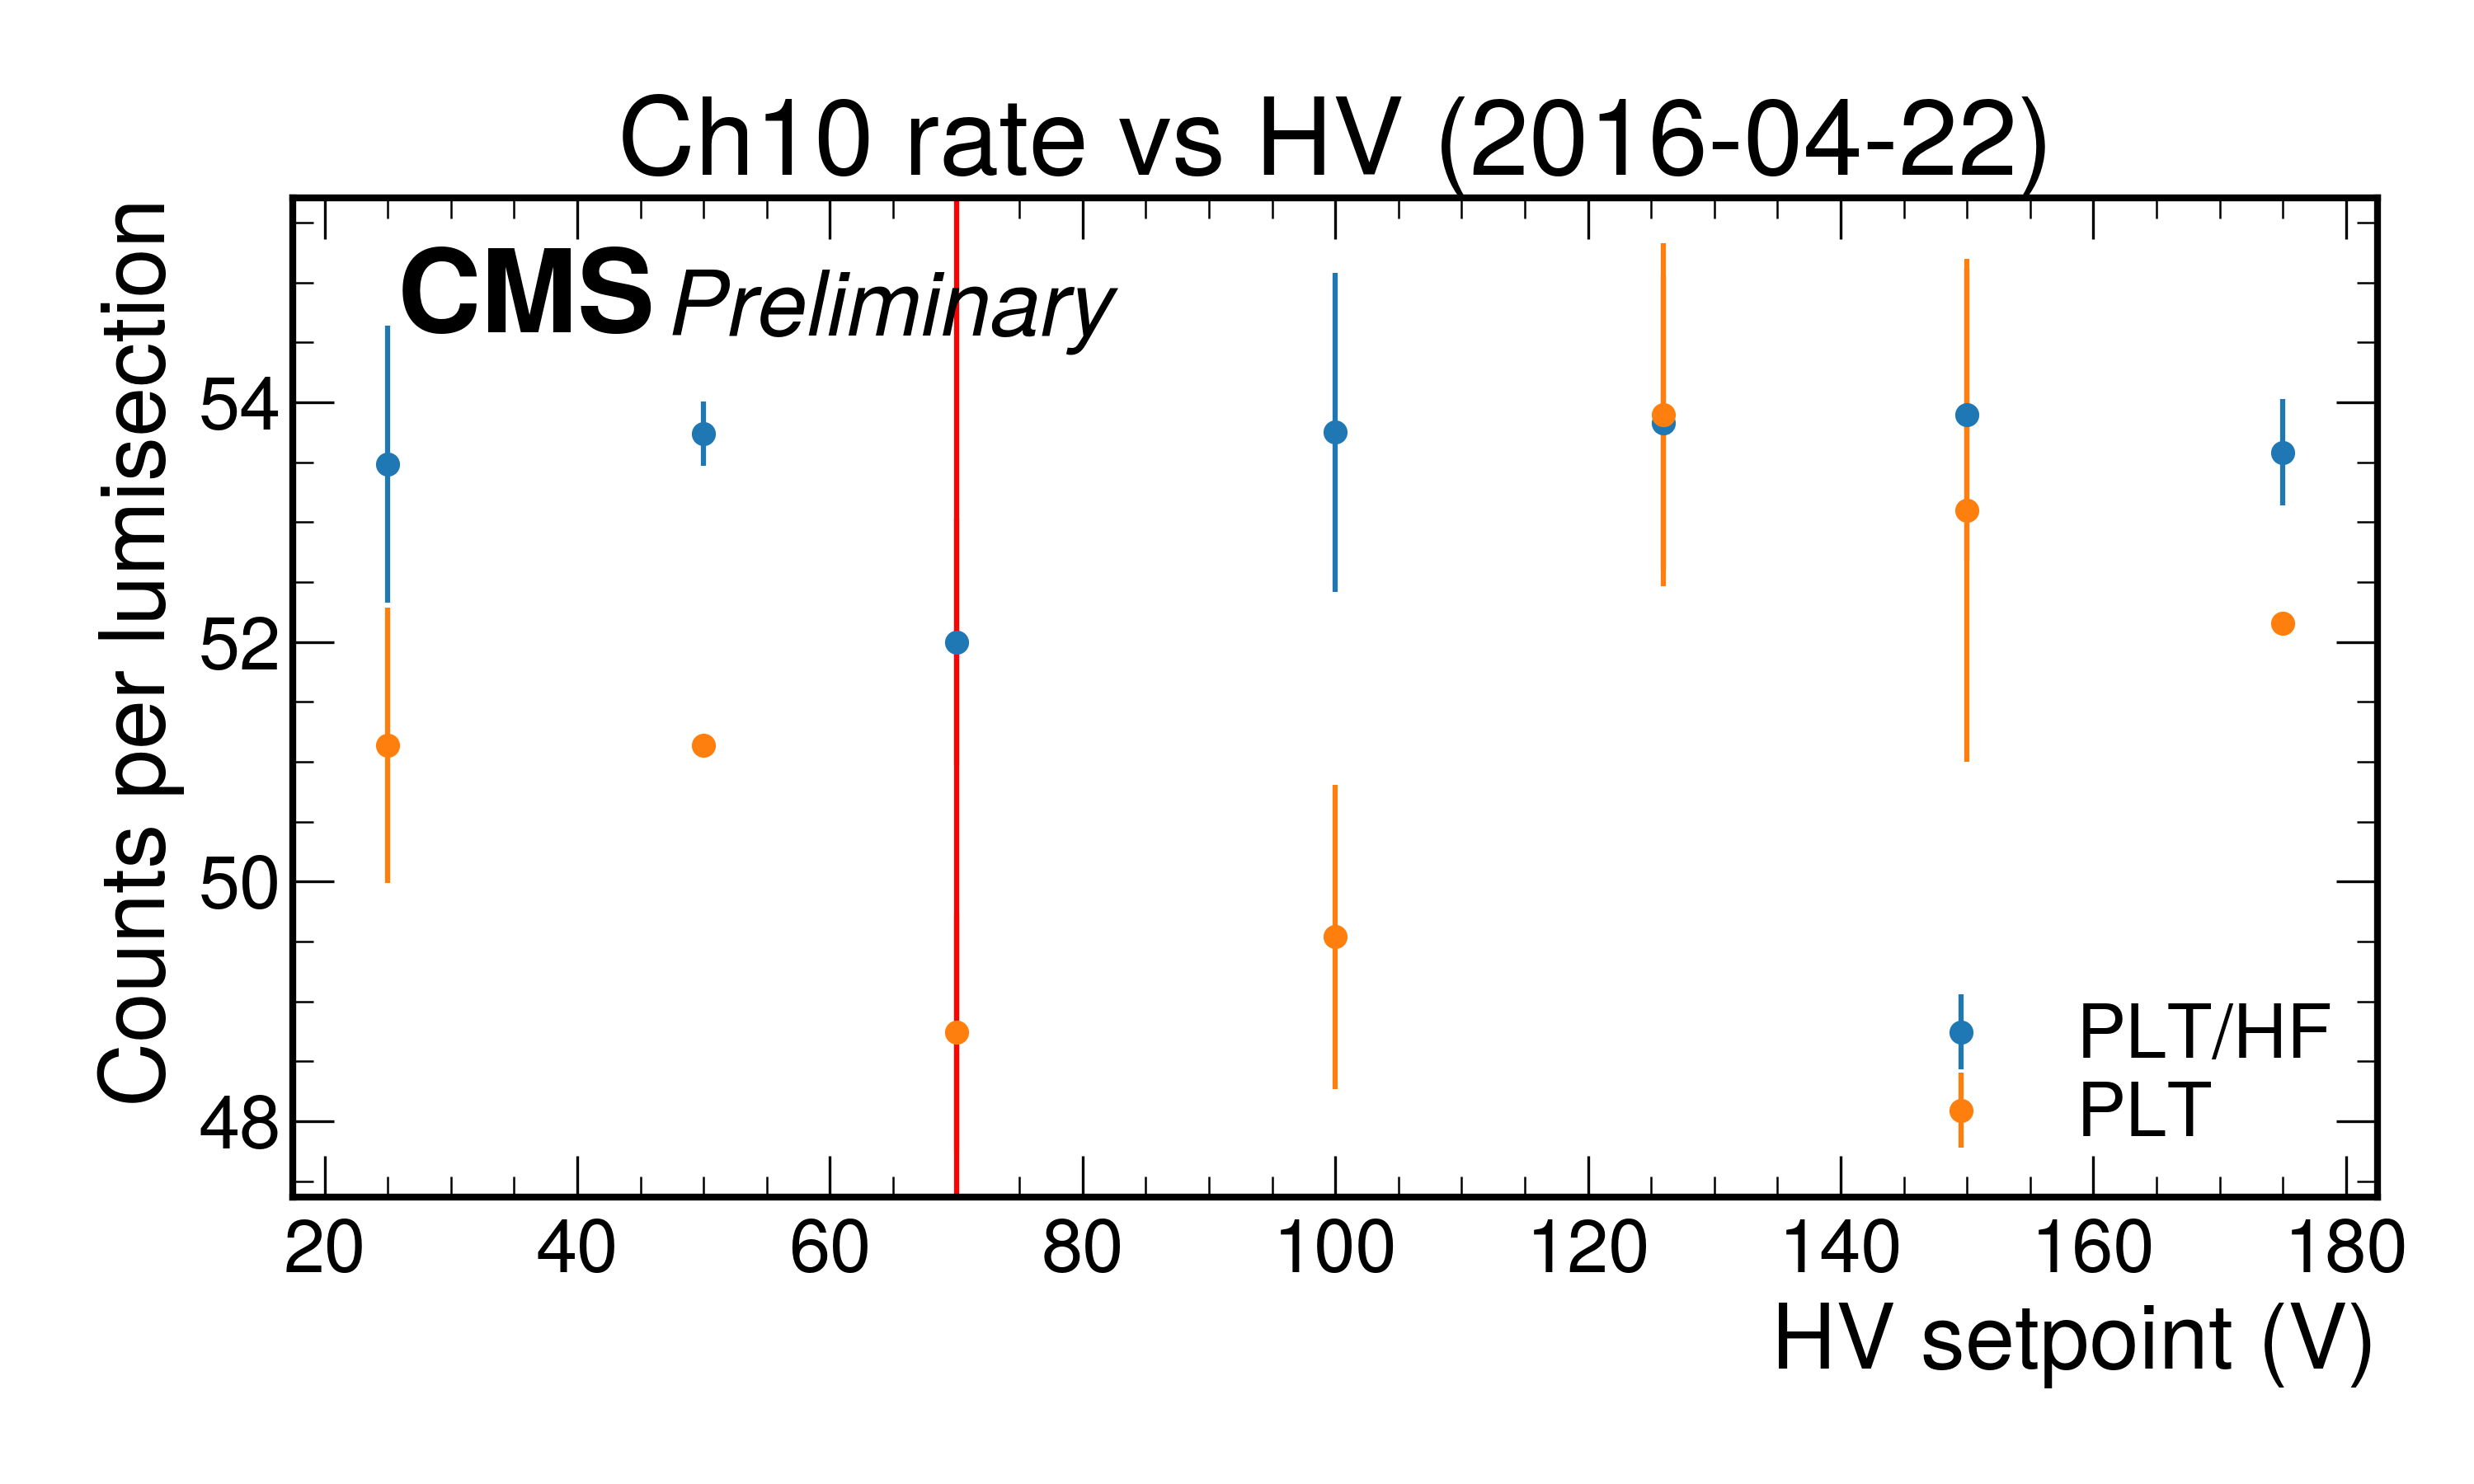 Ch10 rate vs HV (2016-04-22)
CMS Preliminary
Counts per lumisection
54
52
50
48
PLT/HF
PLT
20 40 60 80 100 120 140 160 180
HV setpoint (V)